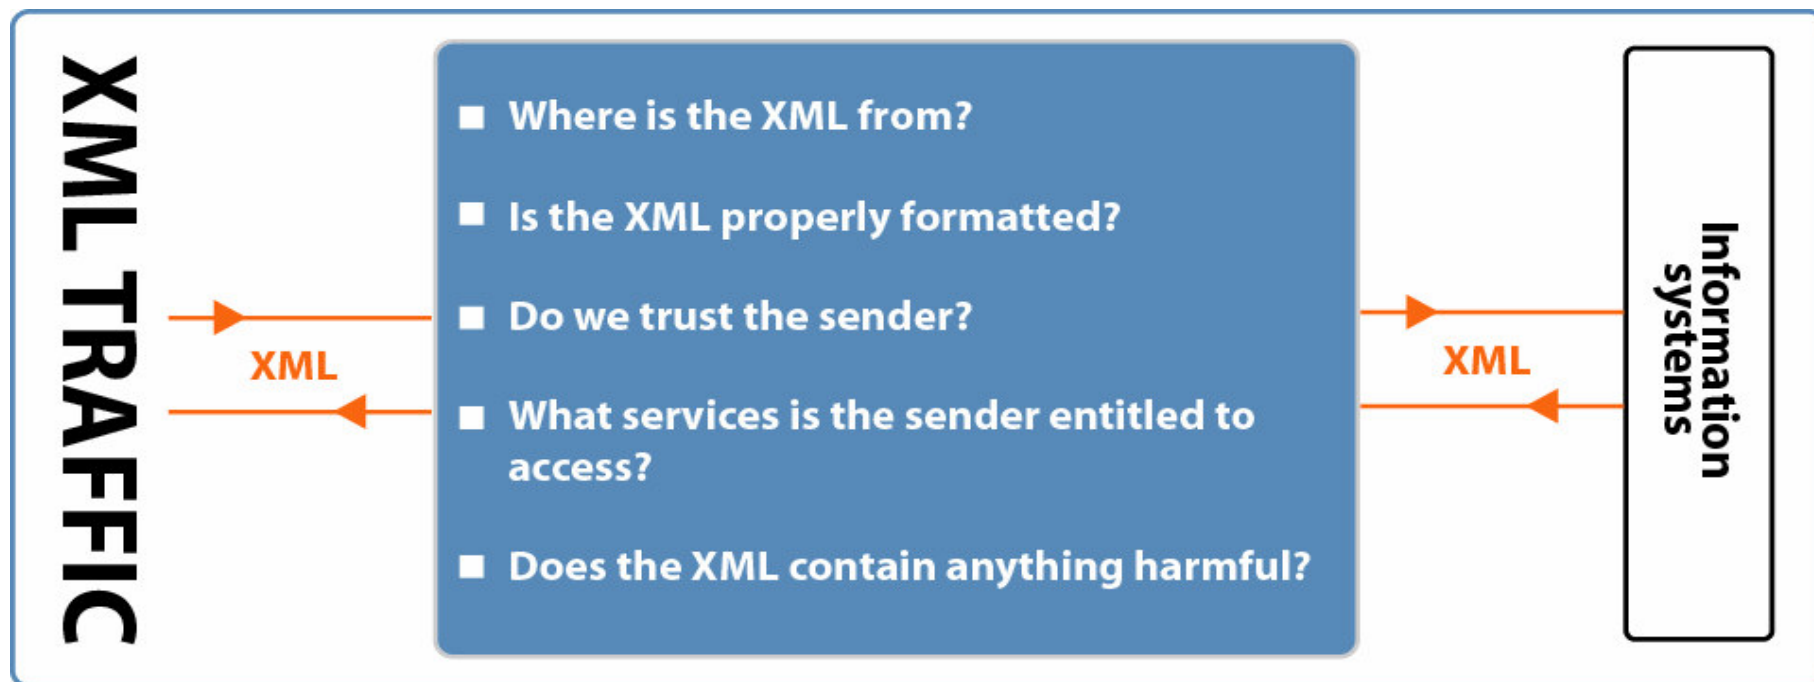 XML TRAFFIC
XML
Where is the XML from?
Is the XML properly formatted?
Do we trust the sender?
What services is the sender entitled to
access?
Does the XML contain anything harmful?
XML
Information
systems